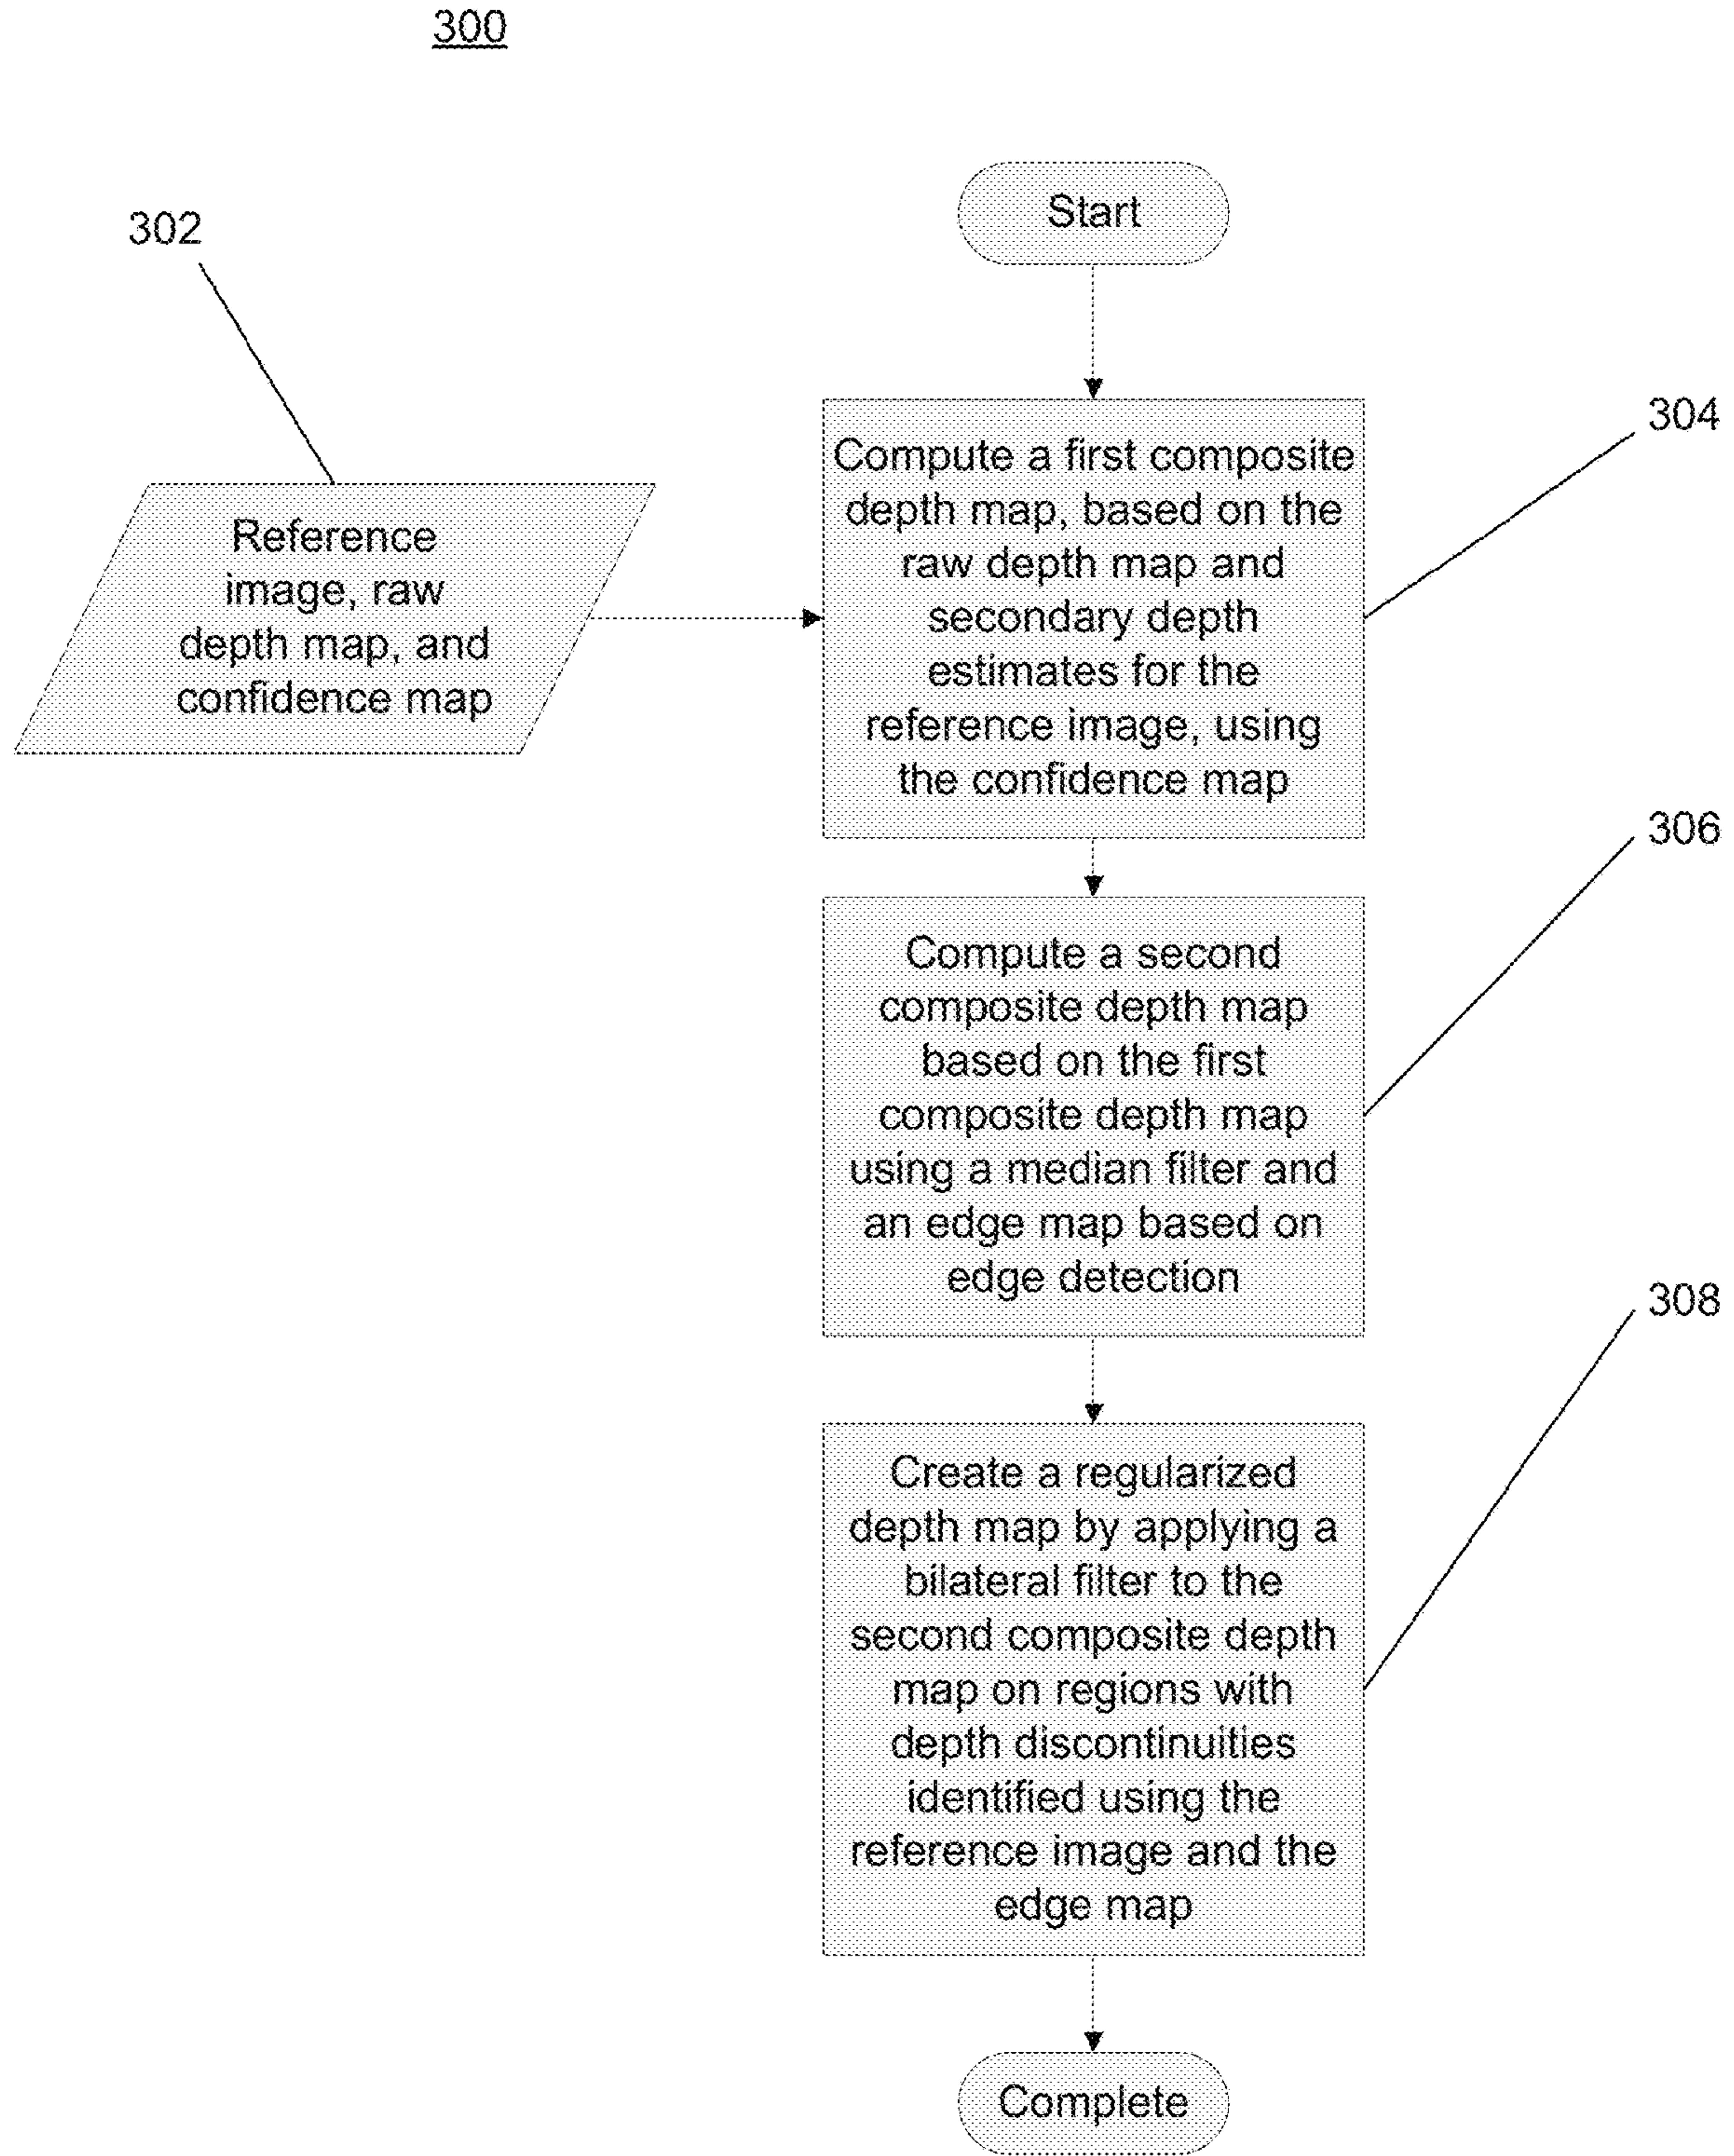 300
Start
302
304
Reference
image, raw
depth map, and
confidence map
Compute a first composite
depth map, based on the
raw depth map and
secondary depth
estimates for the
reference image, using
the confidence map
306
Compute a second
composite depth map
based on the first
composite depth map
using a median filter and
an edge map based on
edge detection
308
Create a regularized
depth map by applying a
bilateral filter to the
second composite depth
map on regions with
depth discontinuities
identified using the
reference image and the
edge map
Complete